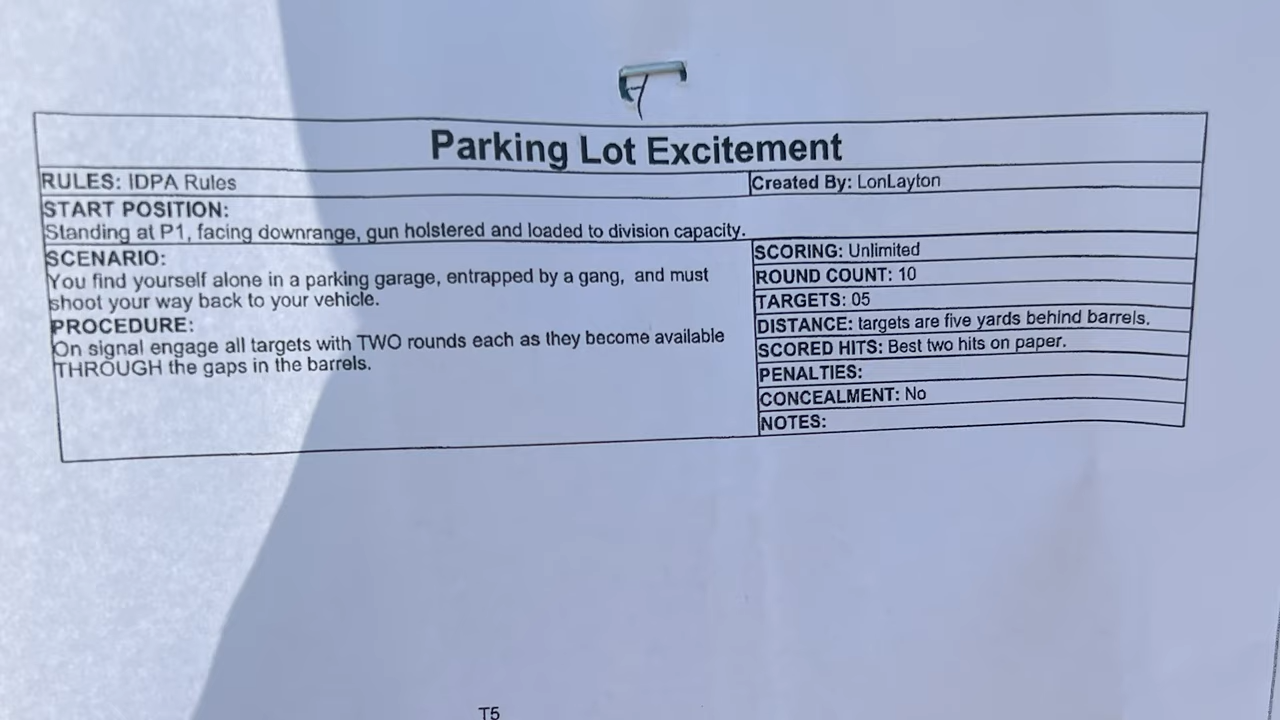 Parking Lot Excitement
RULES: IDPA Rules
Created By: LonLayton
START POSITION:
Standing at P1, facing downrange, gun holstered and loaded to division capacity.
SCENARIO:
You find yourself alone in a parking garage, entrapped by a gang, and must
shoot your way back to your vehicle.
PROCEDURE:
On signal engage all targets with TWO rounds each as they become available
THROUGH the gaps in the barrels.
SCORING: Unlimited
ROUND COUNT: 10
TARGETS: 05
DISTANCE: targets are five yards behind barrels.
SCORED HITS: Best two hits on paper.
PENALTIES:
CONCEALMENT: No
NOTES:
T5